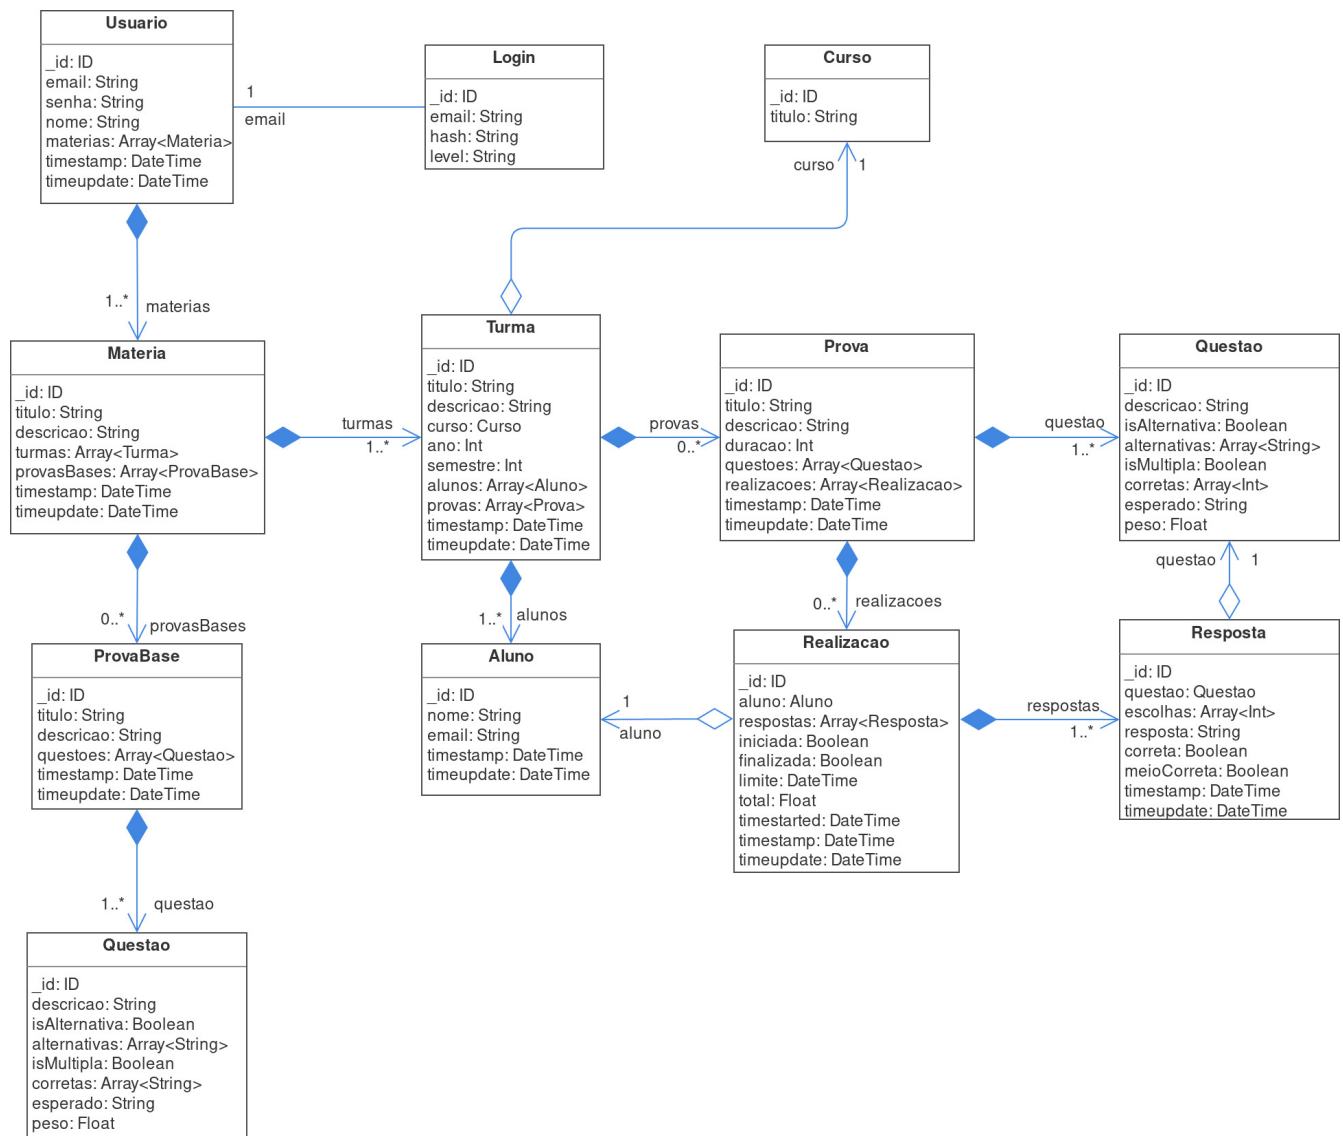 Usuario
_id: ID
email: String
senha: String
nome: String
materias: Array<Materia>
timestamp: DateTime
timeupdate: DateTime
1
email
Login
_id: ID
email: String
hash: String
level: String
Curso
_id: ID
titulo: String
curso
1
1..*
materias
Materia
_id: ID
titulo: String
descricao: String
turmas: Array<Turma>
provasBases: Array<ProvaBase>
timestamp: DateTime
timeupdate: DateTime
turmas
1..*
Turma
_id: ID
titulo: String
descricao: String
curso: Curso
ano: Int
semestre: Int
alunos: Array<Aluno>
provas: Array<Prova>
timestamp: DateTime
timeupdate: DateTime
provas
0..*
Prova
_id: ID
titulo: String
descricao: String
duracao: Int
questoes: Array<Questao>
realizacoes: Array<Realizacao>
timestamp: DateTime
timeupdate: DateTime
questao
1..*
Questao
_id: ID
descricao: String
isAlternativa: Boolean
alternativas: Array<String>
isMultipla: Boolean
corretas: Array<Int>
esperado: String
peso: Float
questao
1
0..*
provasBases
1..*
alunos
0..*
realizacoes
ProvaBase
_id: ID
titulo: String
descricao: String
questoes: Array<Questao>
timestamp: DateTime
timeupdate: DateTime
Aluno
_id: ID
nome: String
email: String
timestamp: DateTime
timeupdate: DateTime
1
aluno
Realizacao
_id: ID
aluno: Aluno
respostas: Array<Resposta>
iniciada: Boolean
finalizada: Boolean
limite: DateTime
total: Float
timestarted: DateTime
timestamp: DateTime
timeupdate: DateTime
respostas
1..*
Resposta
_id: ID
questao: Questao
escolhas: Array<Int>
resposta: String
correta: Boolean
meioCorreta: Boolean
timestamp: DateTime
timeupdate: DateTime
1..*
questao
Questao
_id: ID
descricao: String
isAlternativa: Boolean
alternativas: Array<String>
isMultipla: Boolean
corretas: Array<String>
esperado: String
peso: Float